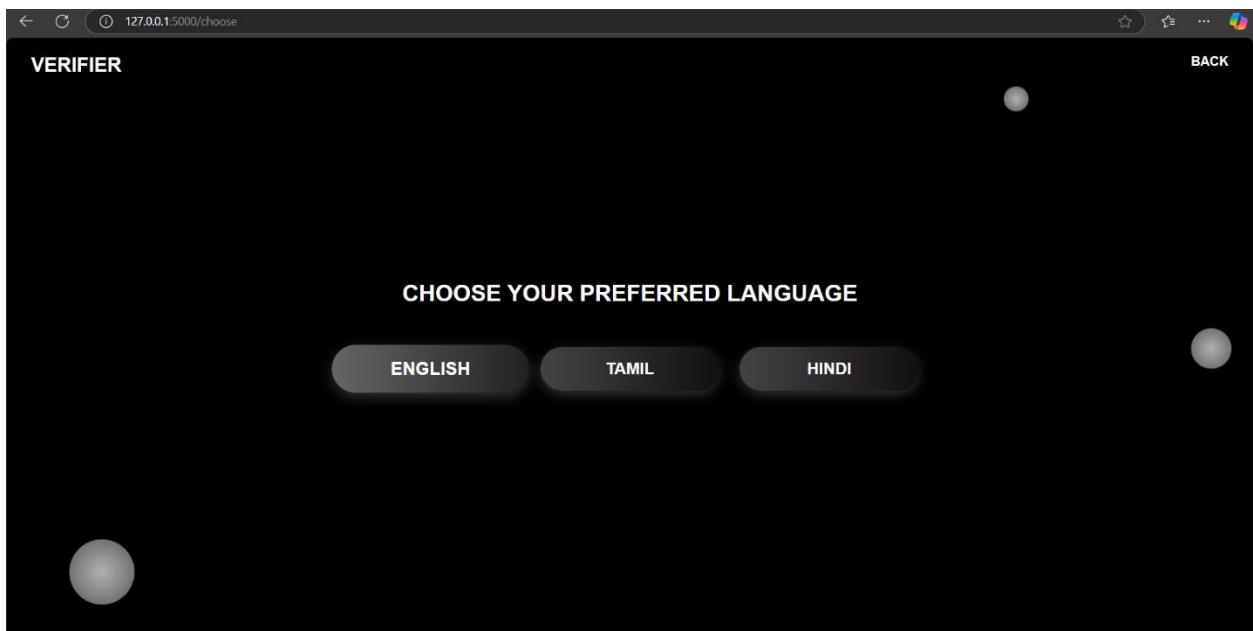 127.0.0.1:5000/choose
VERIFIER
BACK
CHOOSE YOUR PREFERRED LANGUAGE
ENGLISH TAMIL HINDI